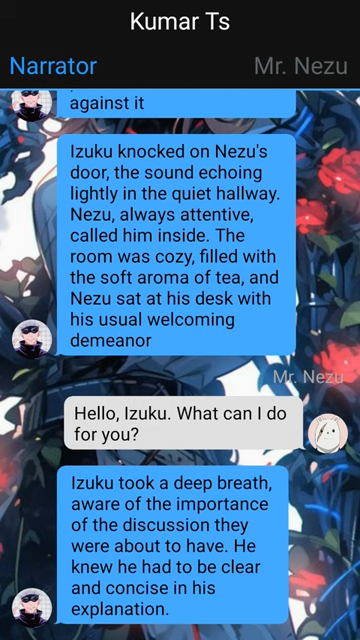 Kumar Ts
Narrator
Mr. Nezu
against it
Izuku knocked on Nezu's
door, the sound echoing
lightly in the quiet hallway.
Nezu, always attentive,
called him inside. The
room was cozy, filled with
the soft aroma of tea, and
Nezu sat at his desk with
his usual welcoming
demeanor
Mr. Nezu
Hello, Izuku. What can I do
for you?
Izuku took a deep breath,
aware of the importance
of the discussion they
were about to have. He
knew he had to be clear
and concise in his
explanation.